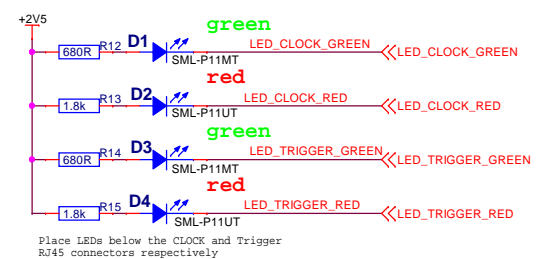 +2V5
green
R12 D1 LED_CLOCK_GREEN
680R LED_CLOCK_GREEN
SML-P11MT
red
R13 D2 LED_CLOCK_RED
1.8k LED_CLOCK_RED
SML-P11UT
green
R14 D3 LED_TRIGGER_GREEN
680R LED_TRIGGER_GREEN
SML-P11MT
red
R15 D4 LED_TRIGGER_RED
1.8k LED_TRIGGER_RED
SML-P11UT
Place LEDs below the CLOCK and Trigger
RJ45 connectors respectively